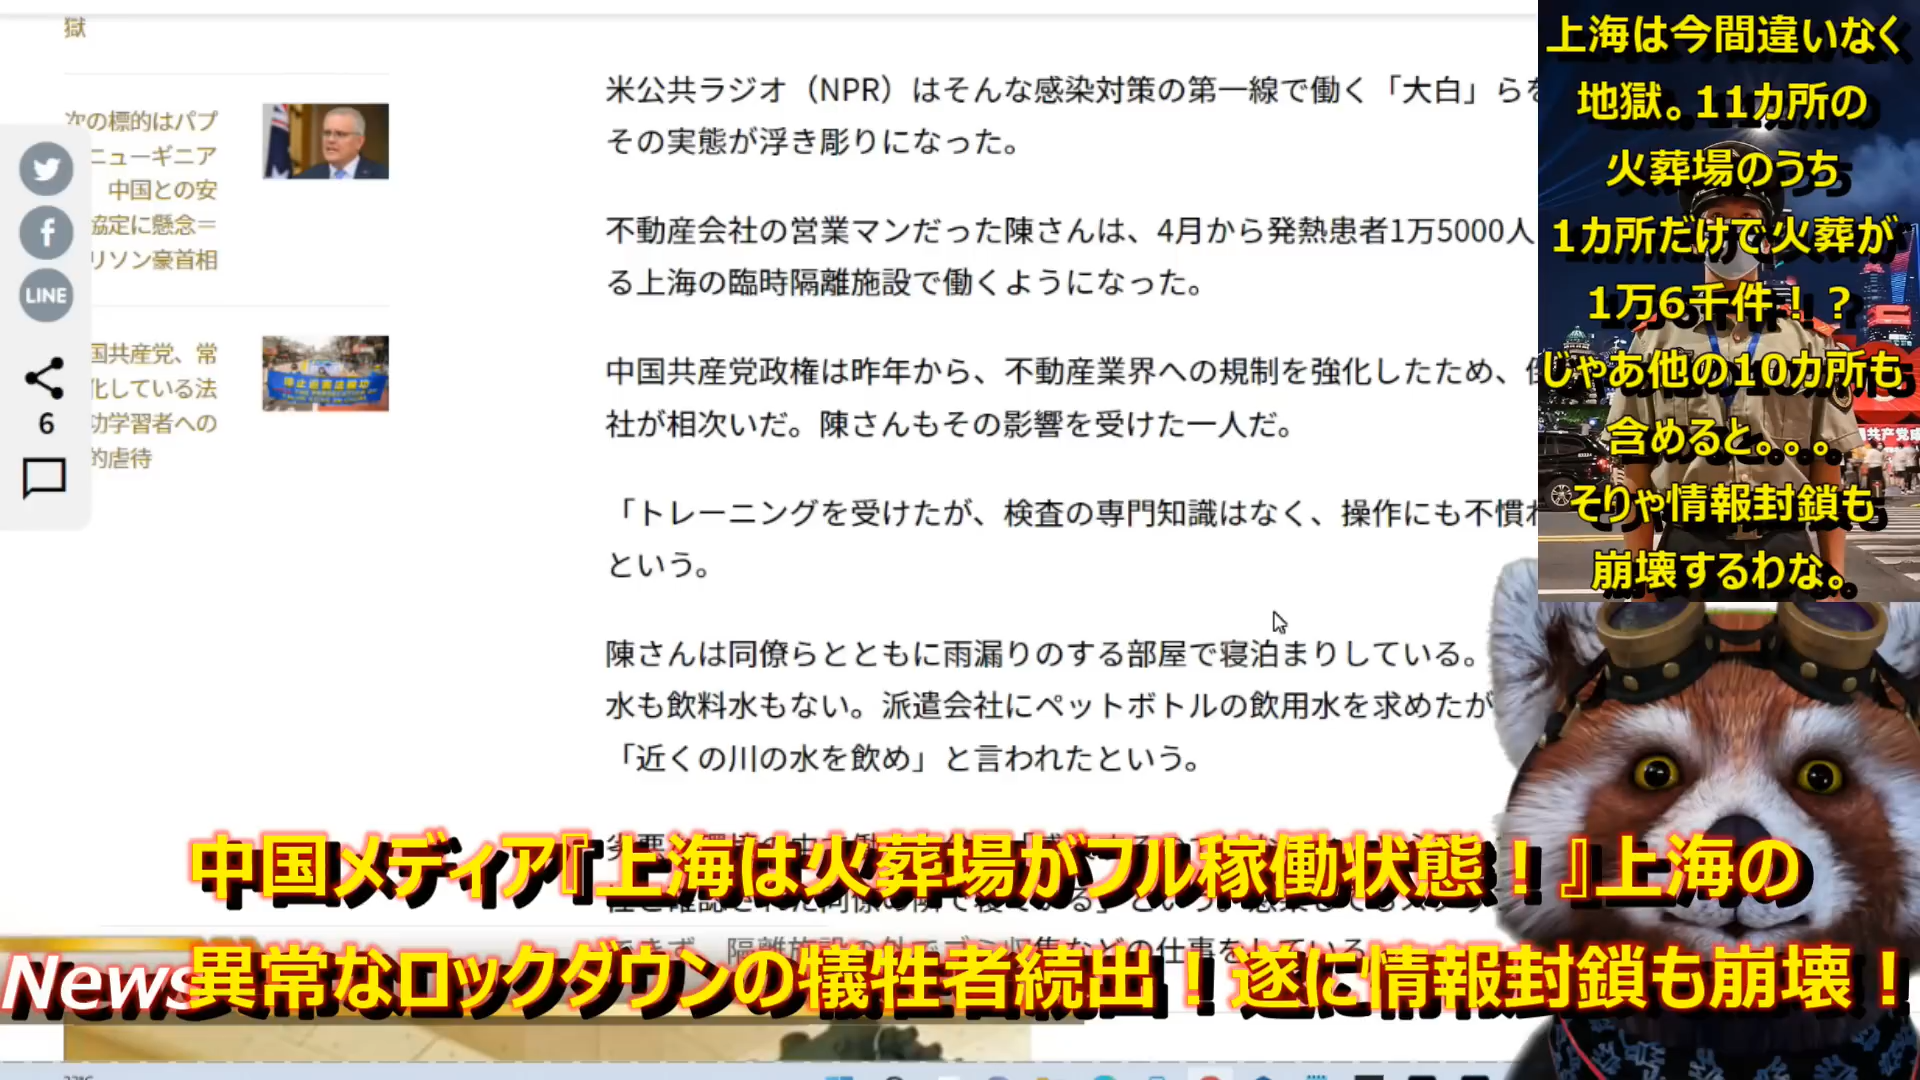 獄
次の標的はパプ
ニューギニア
中国との安
協定に懸念＝
リソン豪首相
国共産党、常
化している法
功学習者への
的虐待
LINE
6
米公共ラジオ（NPR）はそんな感染対策の第一線で働く「大白」らを
その実態が浮き彫りになった。
不動産会社の営業マンだった陳さんは、4月から発熱患者1万5000人
る上海の臨時隔離施設で働くようになった。
中国共産党政権は昨年から、不動産業界への規制を強化したため、倒
社が相次いだ。陳さんもその影響を受けた一人だ。
「トレーニングを受けたが、検査の専門知識はなく、操作にも不慣れ
という。
陳さんは同僚らとともに雨漏りのする部屋で寝泊まりしている。
水も飲料水もない。派遣会社にペットボトルの飲用水を求めたが
「近くの川の水を飲め」と言われたという。
上海は今間違いなく
地獄。11カ所の
火葬場のうち
1カ所だけで火葬が
1万6千件！？
じゃあ他の10カ所も
含めると。。。
そりゃ情報封鎖も
崩壊するわな。
中国メディア『上海は火葬場がフル稼働状態！』上海の
News
異常なロックダウンの犠牲者続出！遂に情報封鎖も崩壊！